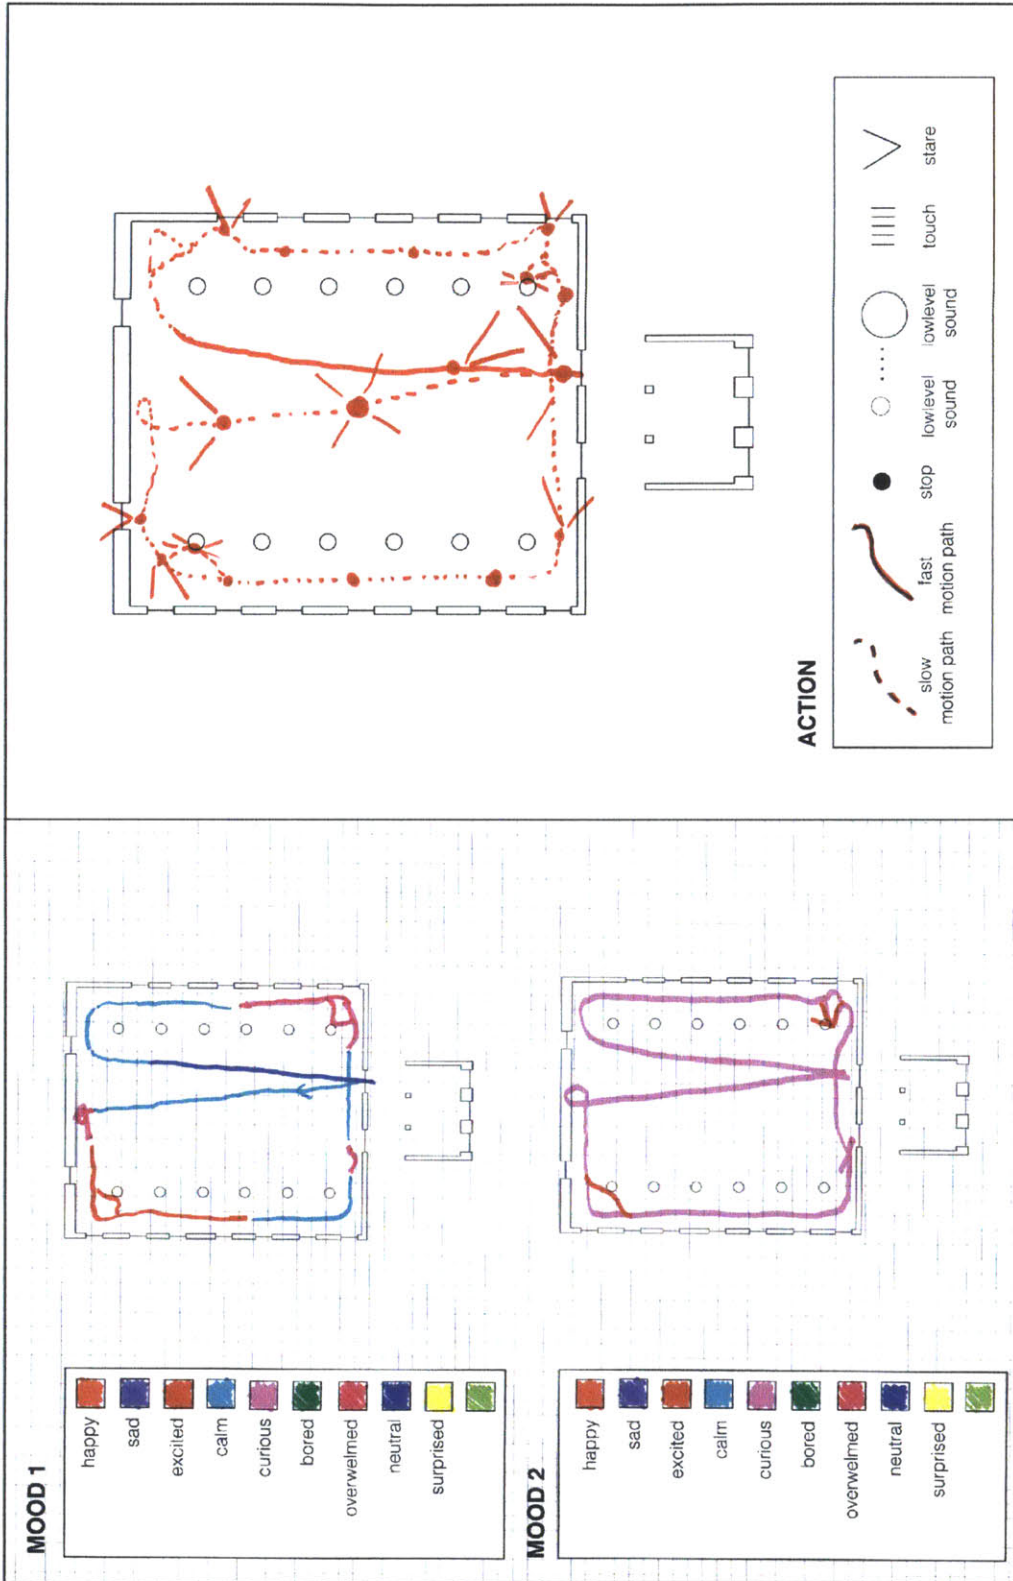 MOOD 1
happy
sad
excited
calm
curious
bored
overwelmed
neutral
surprised
MOOD 2
happy
sad
excited
calm
curious
bored
overwelmed
neutral
surprised
ACTION
slow
motion path
fast
motion path
stop
lowlevel
sound
lowlevel
sound
touch
stare